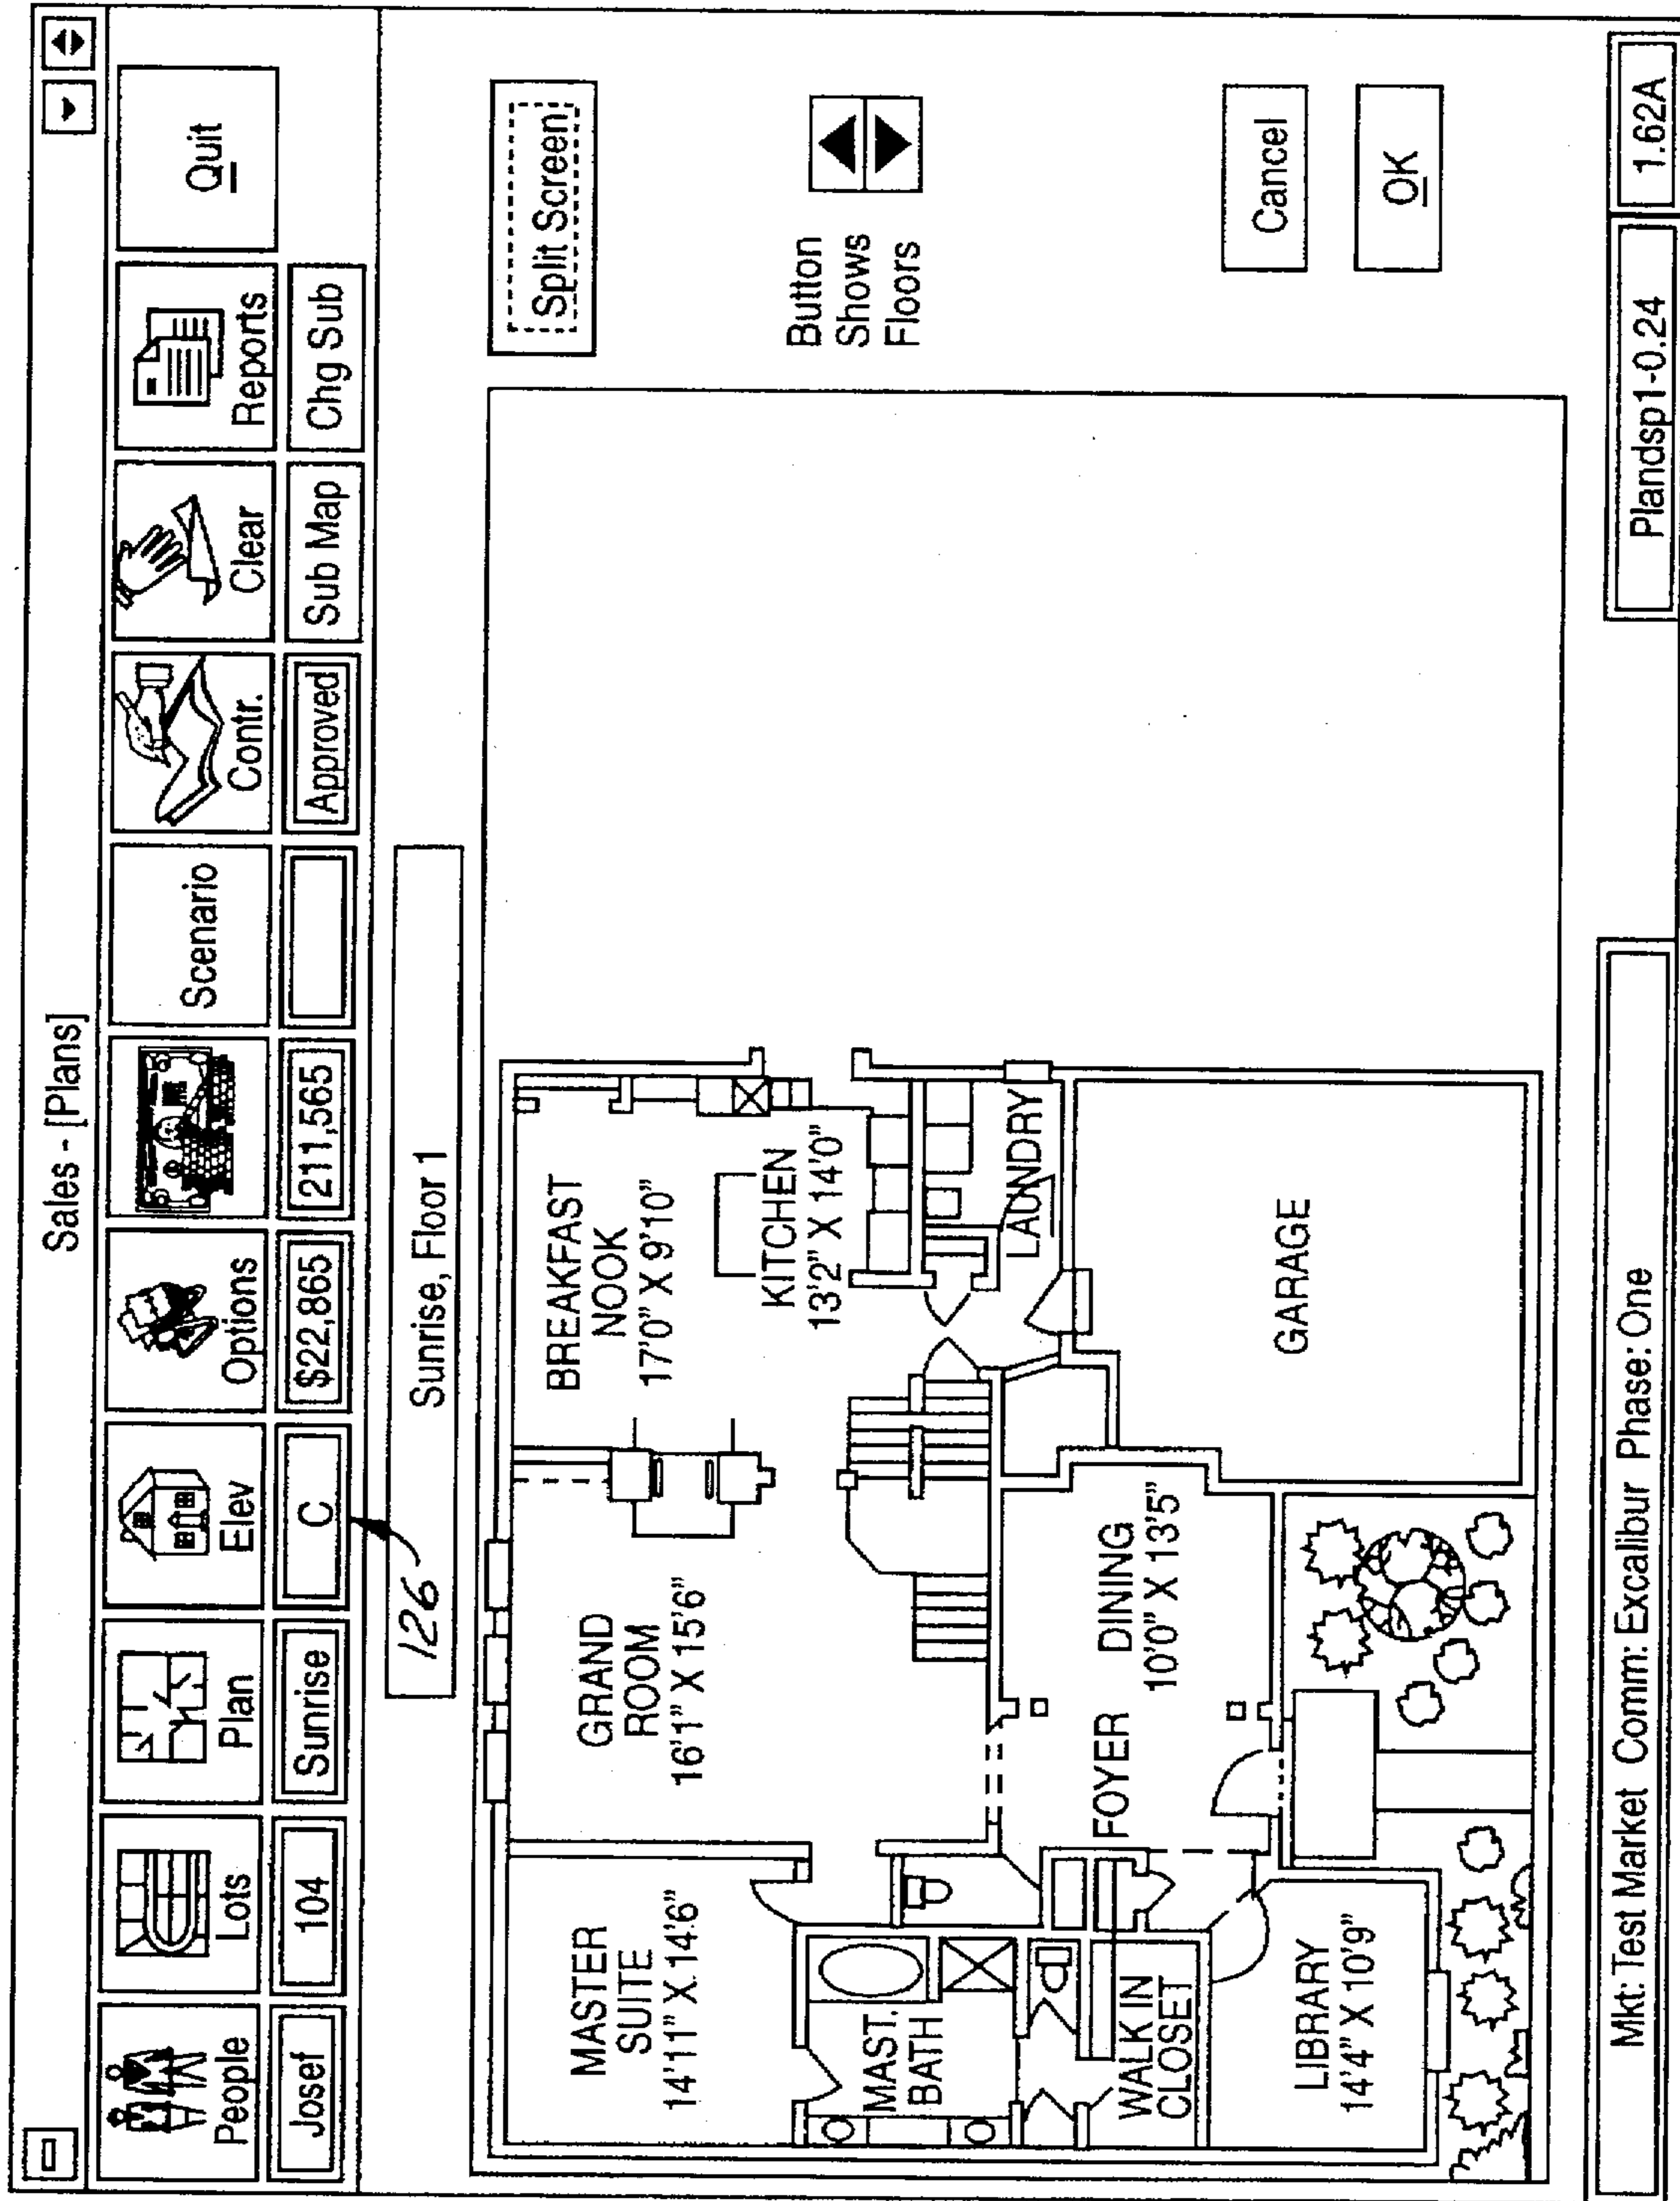 Sales - [Plans]
People
Lots
Plan
Elev
Options
Scenario
Contr.
Clear
Reports
Quit
Josef
104
Sunrise
C
$22,865
211,565
Approved
Sub Map
Chg Sub
126
Sunrise, Floor 1
Split Screen
Button
Shows
Floors
Cancel
OK
MASTER
SUITE
14'11" X 14'6"
GRAND
ROOM
16'1" X 15'6"
BREAKFAST
NOOK
17'0" X 9'10"
KITCHEN
13'2" X 14'0"
MAST.
BATH
LAUNDRY
WALK IN
CLOSET
FOYER
DINING
10'0" X 13'5"
LIBRARY
14'4" X 10'9"
GARAGE
Mkt: Test Market Comm: Excalibur Phase: One
Plandsp1-0.24
1.62A